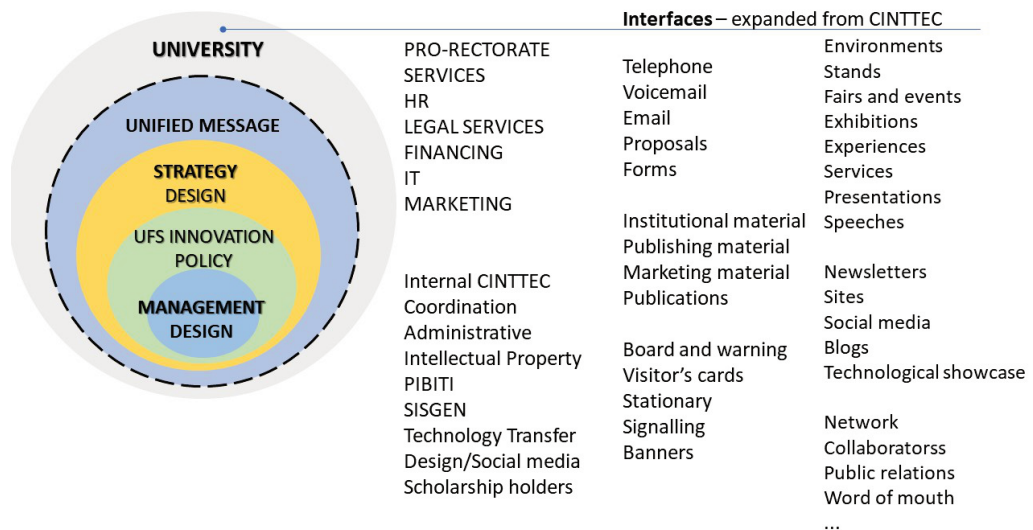 UNIVERSITY
UNIFIED MESSAGE
STRATEGY
DESIGN
UFS INNOVATION
POLICY
MANAGEMENT
DESIGN
Interfaces – expanded from CINTTEC
PRO-RECTORATE
SERVICES
HR
LEGAL SERVICES
FINANCING
IT
MARKETING
Internal CINTTEC
Coordination
Administrative
Intellectual Property
PIBITI
SISGEN
Technology Transfer
Design/Social media
Scholarship holders
Telephone
Voicemail
Email
Proposals
Forms
Institutional material
Publishing material
Marketing material
Publications
Board and warning
Visitor's cards
Stationary
Signalling
Banners
Environments
Stands
Fairs and events
Exhibitions
Experiences
Services
Presentations
Speeches
Newsletters
Sites
Social media
Blogs
Technological showcase
Network
Collaboratorss
Public relations
Word of mouth
...